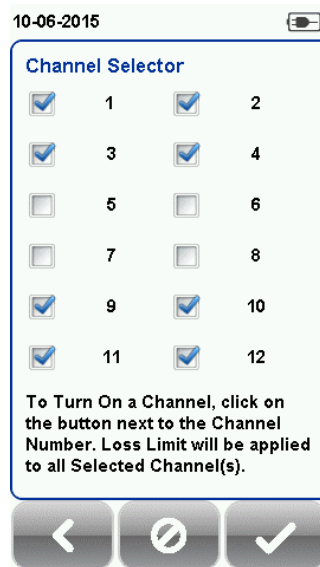 10-06-2015
Channel Selector
1 2
3 4
5 6
7 8
9 10
11 12
To Turn On a Channel, click on
the button next to the Channel
Number. Loss Limit will be applied
to all Selected Channel(s).